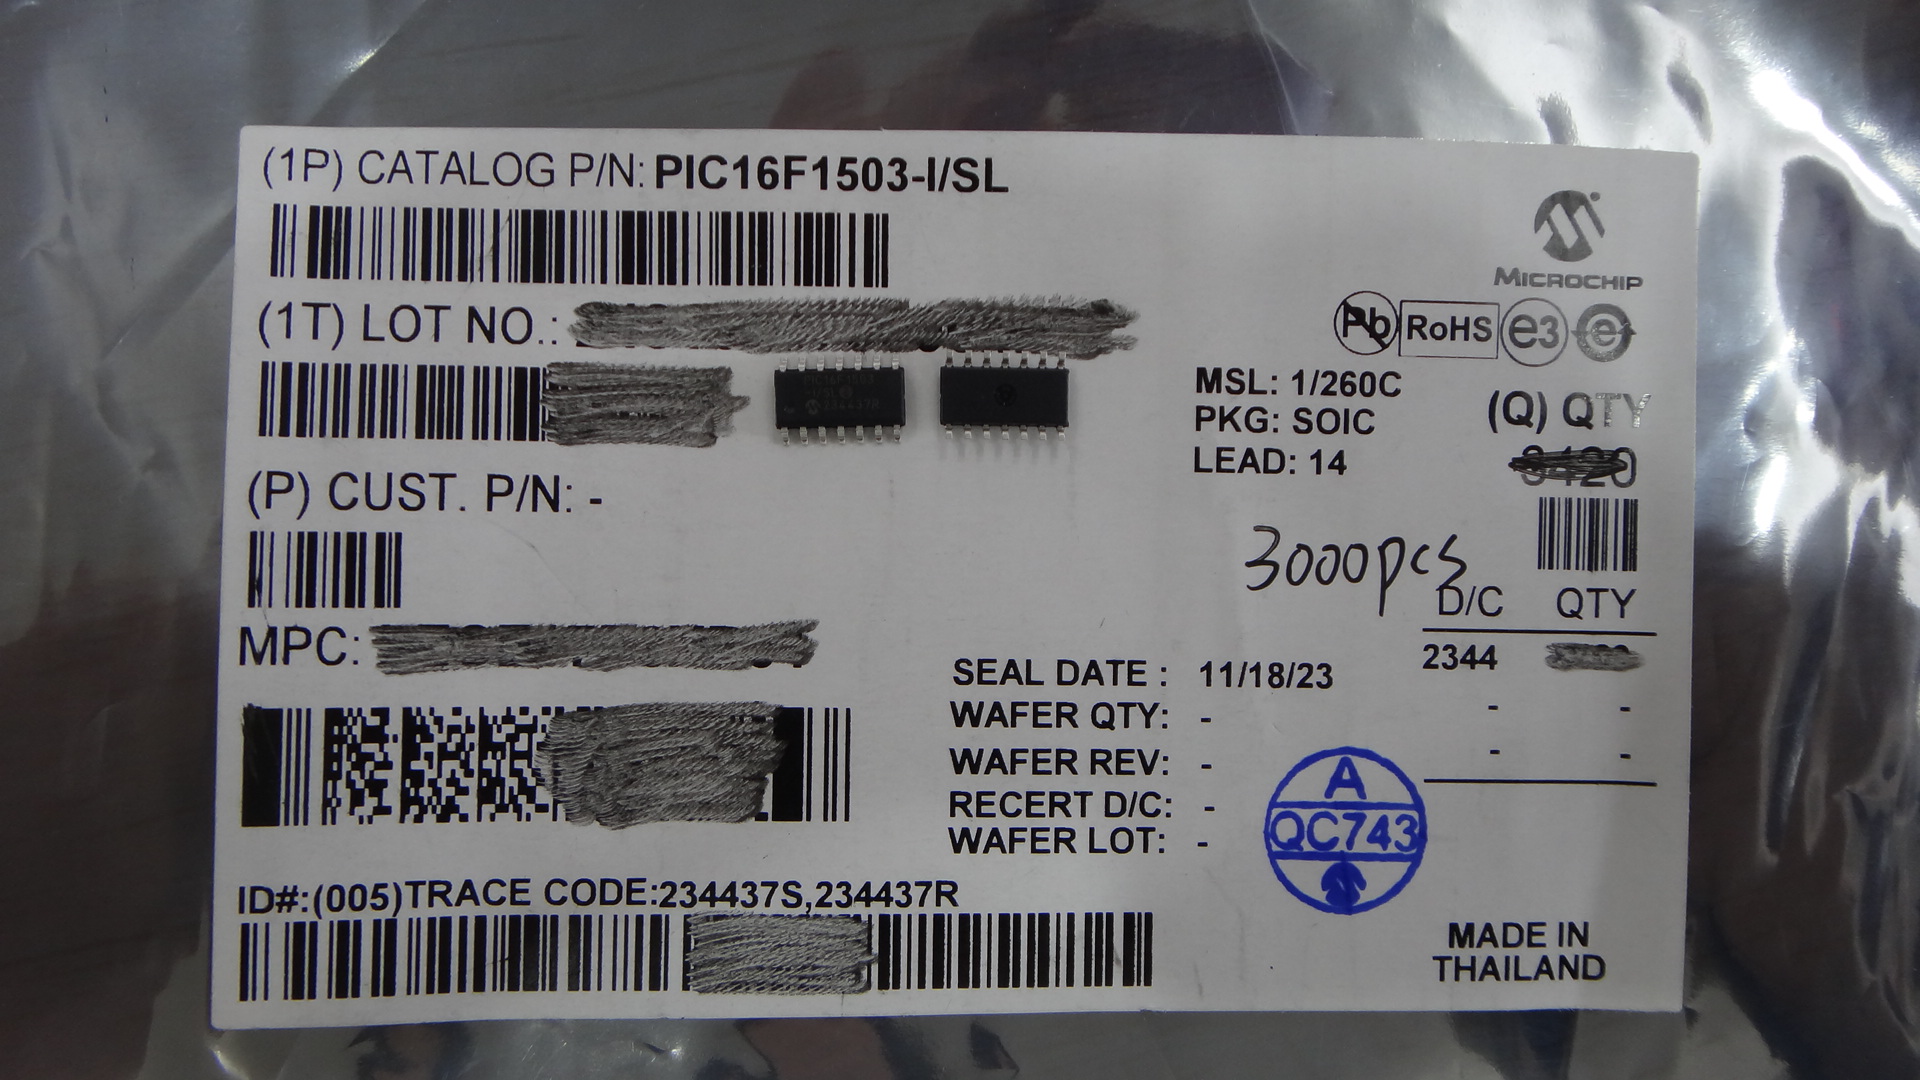 (1P) CATALOG P/N: PIC16F1503-I/SL
MICROCHIP
(1T) LOT NO.:
Pb RoHS e3 e
PIC16F1503
234437R
MSL: 1/260C
PKG: SOIC
LEAD: 14
(Q) QTY
(P) CUST. P/N: -
3000pcs
D/C QTY
2344
- -
- -
MPC:
SEAL DATE : 11/18/23
WAFER QTY: -
WAFER REV: -
RECERT D/C: -
WAFER LOT: -
A
QC743
ID#:(005)TRACE CODE:234437S,234437R
MADE IN
THAILAND